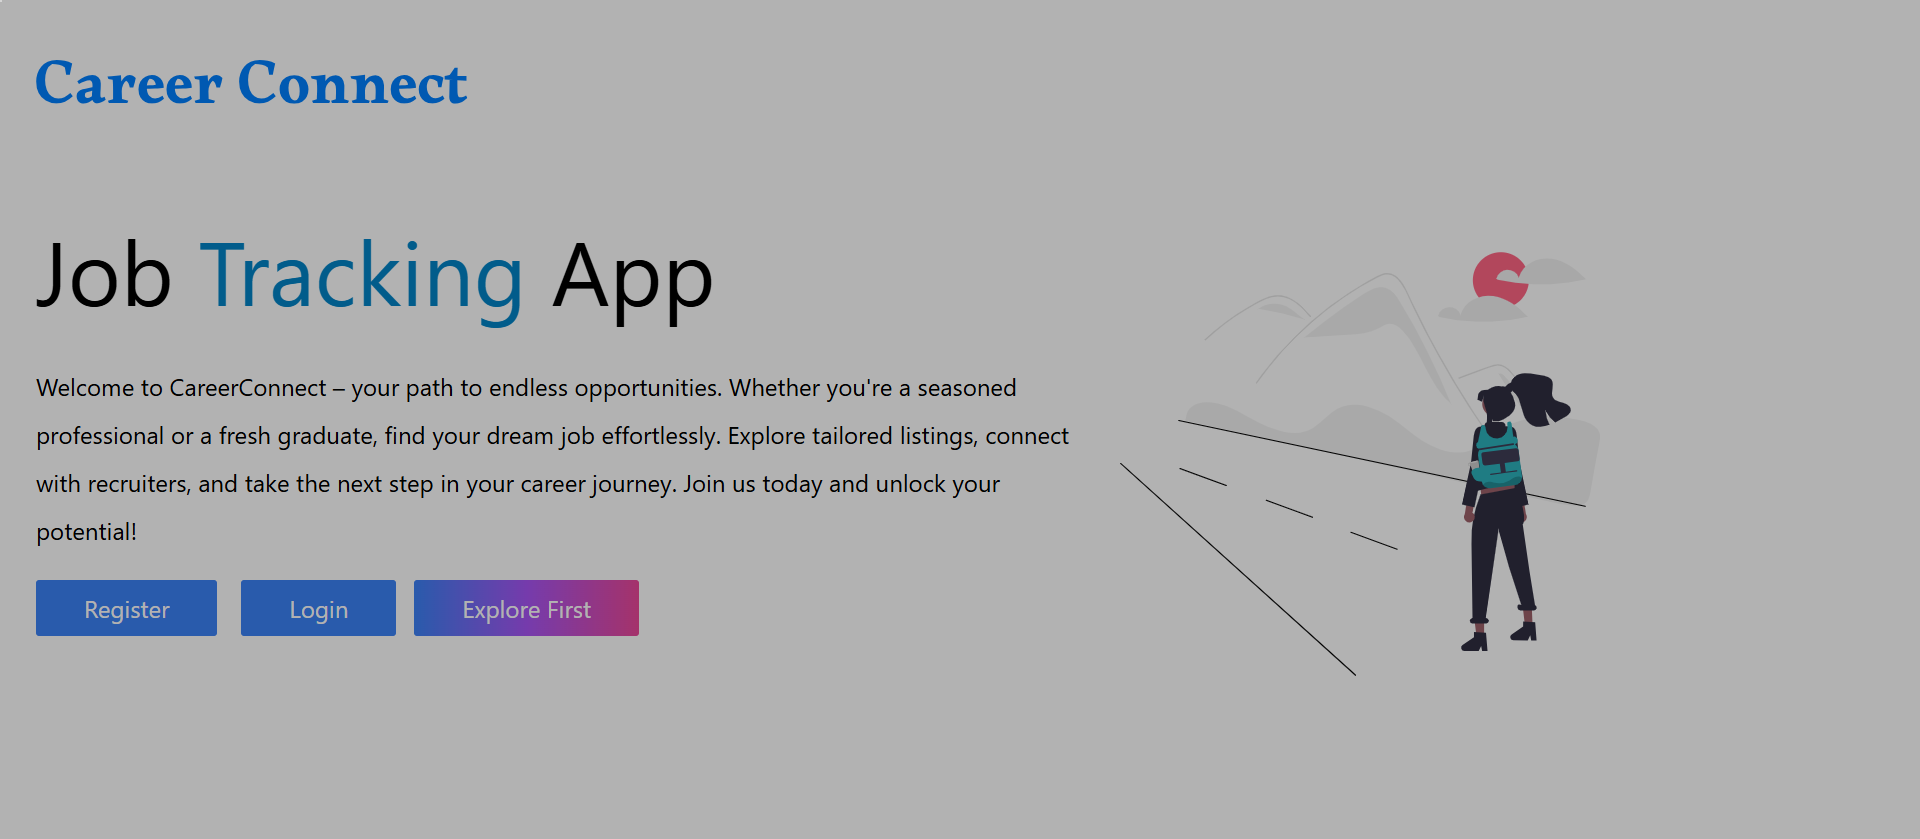 Career Connect
Job Tracking App
Welcome to CareerConnect – your path to endless opportunities. Whether you're a seasoned
professional or a fresh graduate, find your dream job effortlessly. Explore tailored listings, connect
with recruiters, and take the next step in your career journey. Join us today and unlock your
potential!
Register
Login
Explore First